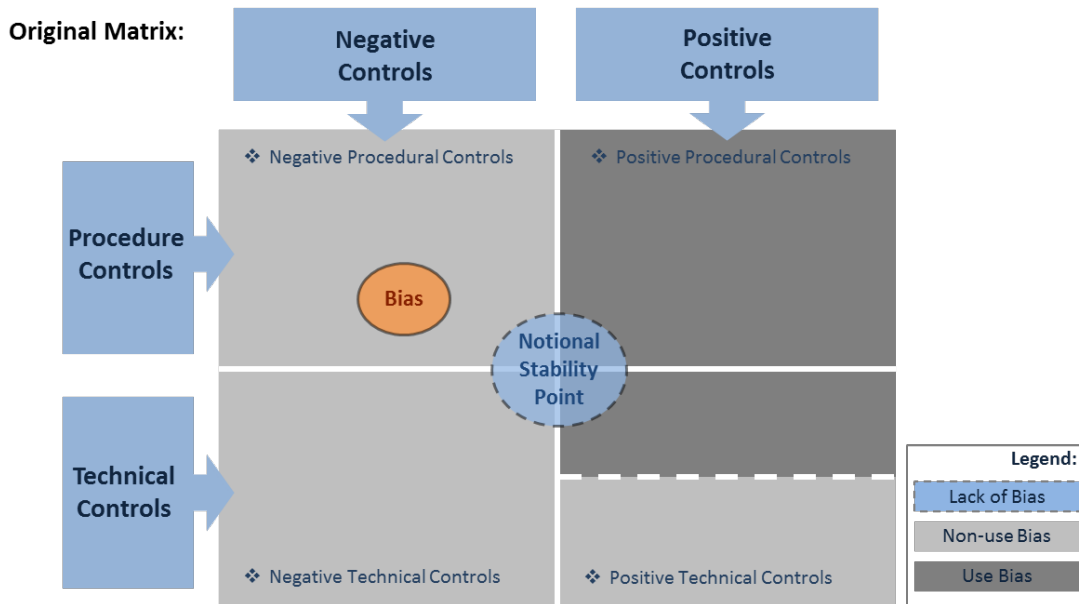 Original Matrix:
Negative
Controls
Positive
Controls
❖ Negative Procedural Controls
❖ Positive Procedural Controls
Procedure
Controls
Bias
Notional
Stability
Point
Technical
Controls
❖ Negative Technical Controls
❖ Positive Technical Controls
Legend:
Lack of Bias
Non-use Bias
Use Bias